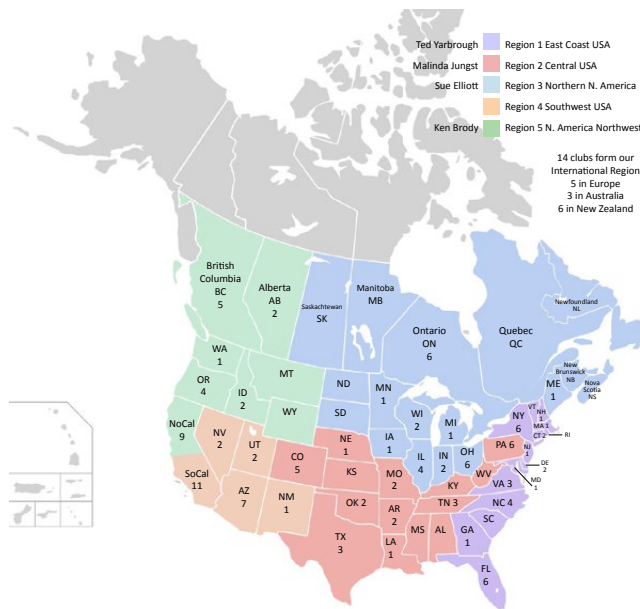 Ted Yarbrough Region 1 East Coast USA
Malinda Jungst Region 2 Central USA
Sue Elliott Region 3 Northern N. America
Region 4 Southwest USA
Ken Brody Region 5 N. America Northwest
14 clubs form our
International Region
5 in Europe
3 in Australia
6 in New Zealand
British
Columbia
BC
5
Alberta
AB
2
Saskachtewan
SK
Manitoba
MB
Ontario
ON
6
Quebec
QC
Newfoundland
NL
New
Brunswick
NB
Nova
Scotia
NS
WA
1
OR
4
ID
2
MT
WY
ND
SD
MN
1
WI
2
MI
1
IA
1
IL
4
IN
2
OH
6
ME
1
VT
NH
1
MA 1
CT 2
RI
NY
6
PA 6
NJ
1
DE
2
MD
1
NoCal
9
SoCal
11
NV
2
UT
2
AZ
7
NM
1
CO
5
NE
1
KS
OK 2
TX
3
MO
2
AR
2
LA
1
MS
AL
TN 3
KY
WV
VA 3
NC 4
SC
GA
1
FL
6